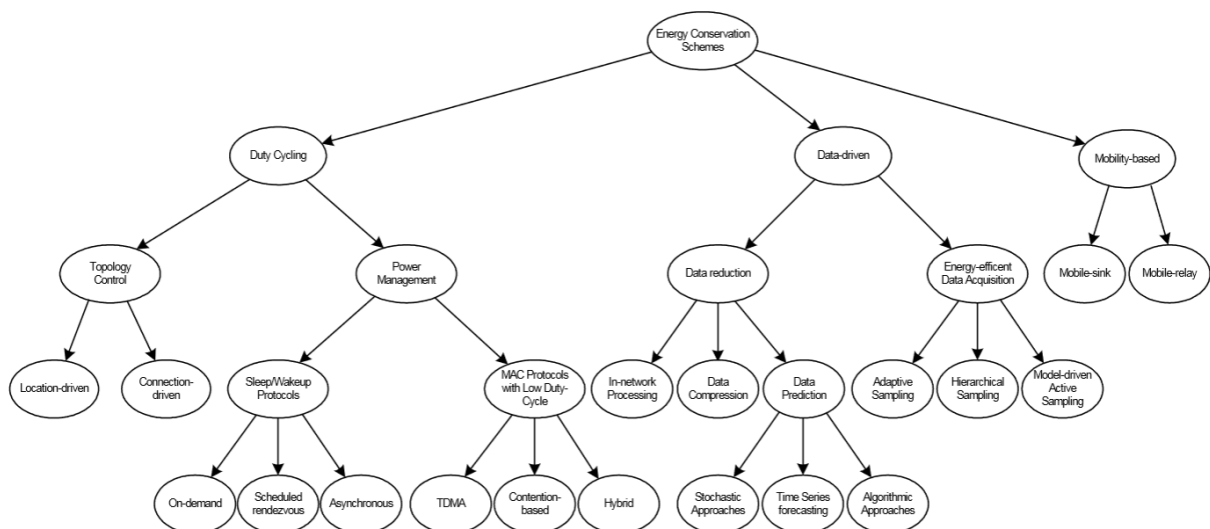 Energy Conservation
Schemes
Duty Cycling
Data-driven
Mobility-based
Topology
Control
Power
Management
Data reduction
Energy-efficent
Data Acquisition
Mobile-sink
Mobile-relay
Location-driven
Connection-
driven
Sleep/Wakeup
Protocols
MAC Protocols
with Low Duty-
Cycle
In-network
Processing
Data
Compression
Data
Prediction
Adaptive
Sampling
Hierarchical
Sampling
Model-driven
Active
Sampling
On-demand
Scheduled
rendezvous
Asynchronous
TDMA
Contention-
based
Hybrid
Stochastic
Approaches
Time Series
forecasting
Algorithmic
Approaches